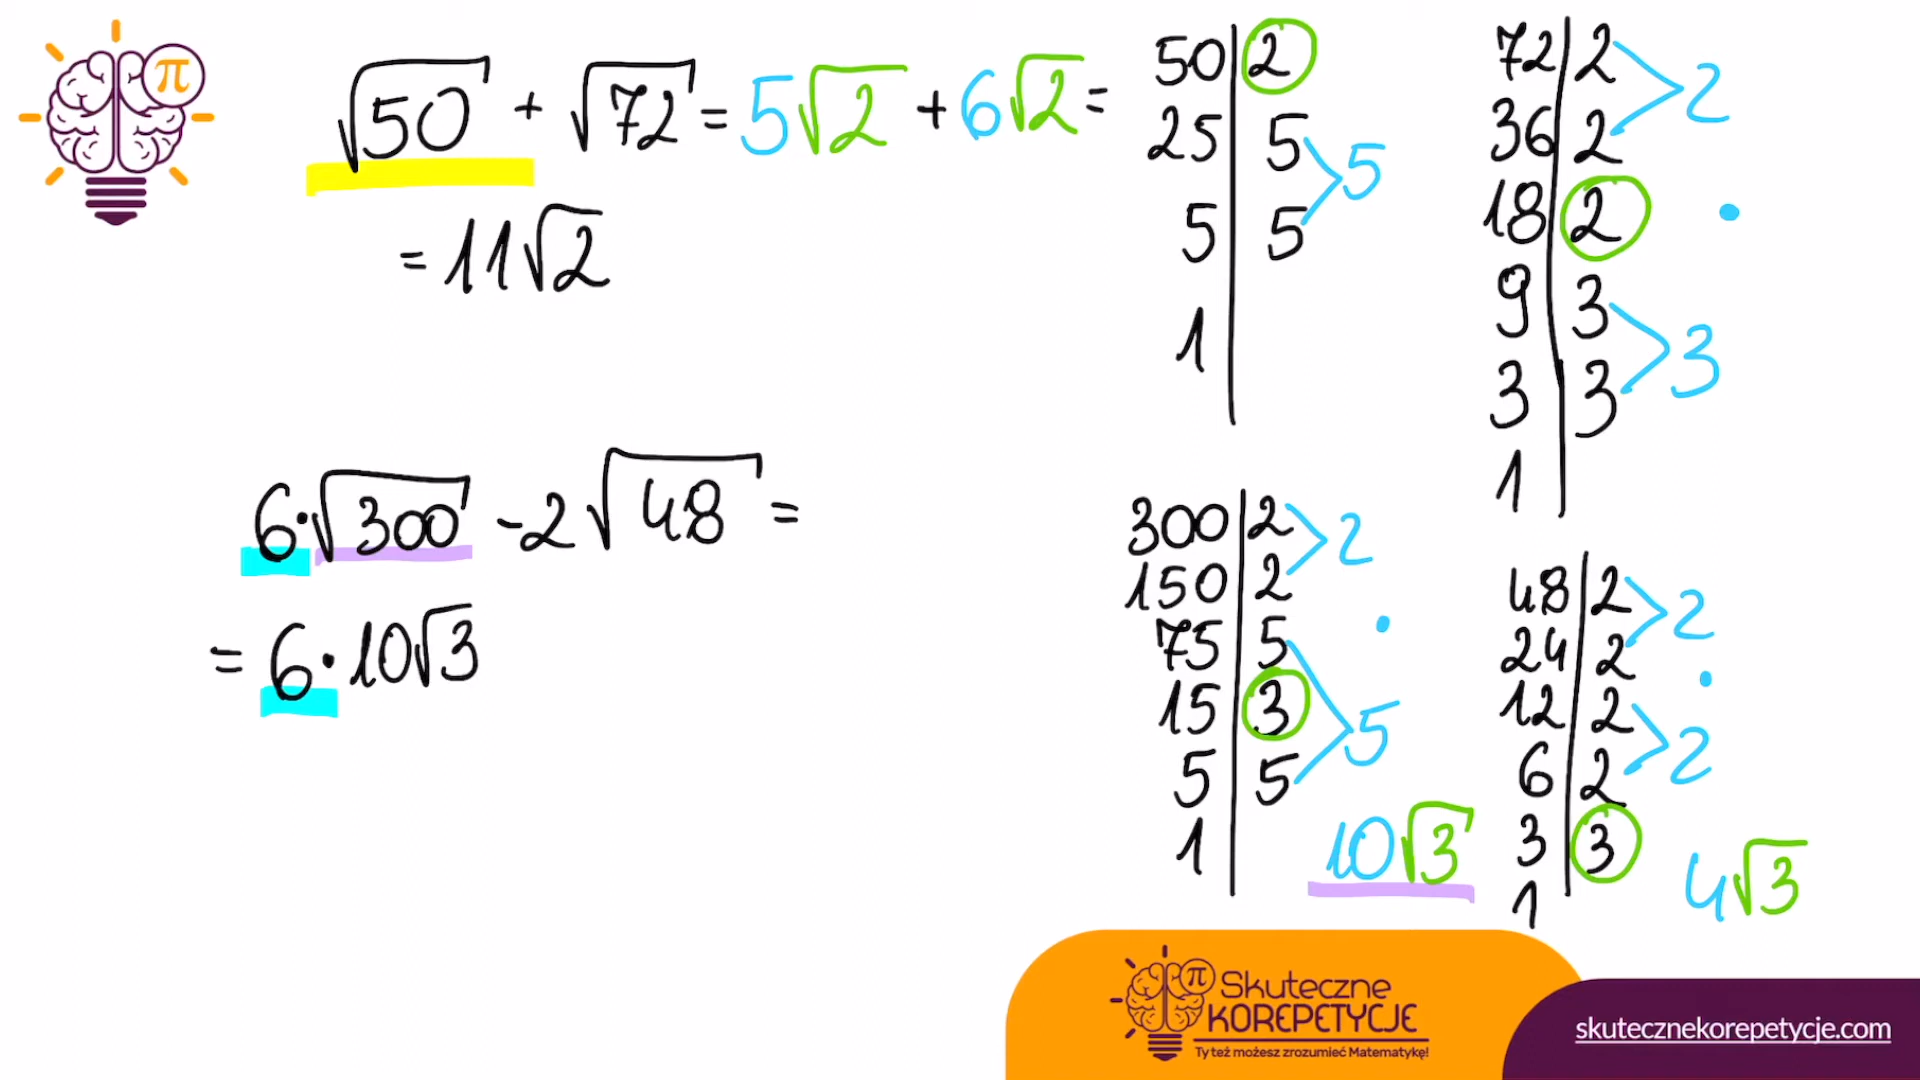 π
√50 + √72 = 5√2 + 6√2 =
= 11√2
50 | 2
25 | 5
5 | 5
1
5
72 | 2
36 | 2
18 | 2
9 | 3
3 | 3
1
2
·
3
6·√300 - 2√48 =
= 6·10√3
300 | 2
150 | 2
75 | 5
15 | 3
5 | 5
1
2
·
5
10√3
48 | 2
24 | 2
12 | 2
6 | 2
3 | 3
1
2
·
2
4√3
π
Skuteczne
KOREPETYCJE
Ty też możesz zrozumieć Matematykę!
skutecznekorepetycje.com